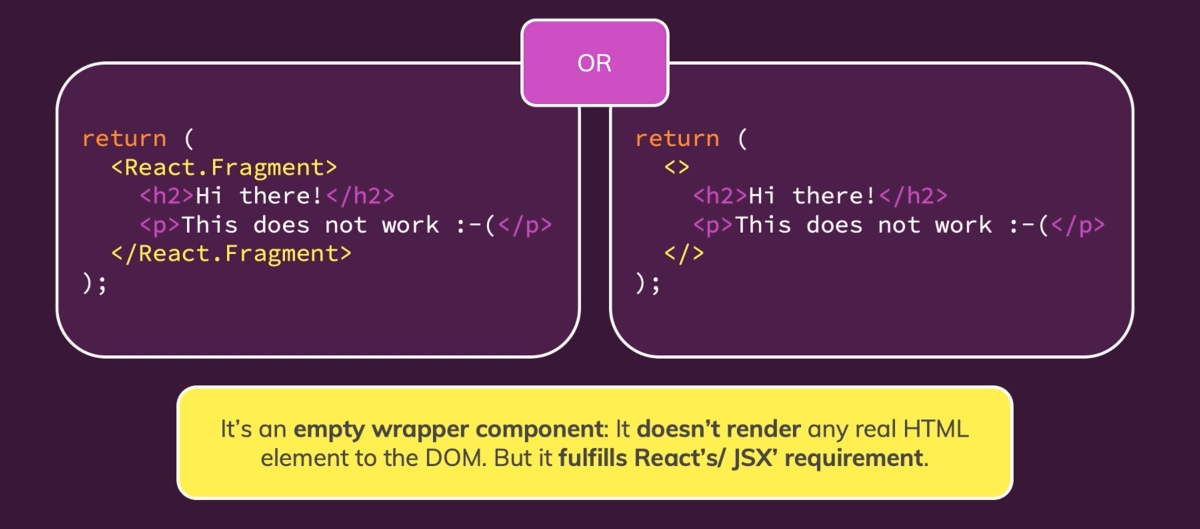 OR
return (
<React.Fragment>
<h2>Hi there!</h2>
<p>This does not work :-(</p>
</React.Fragment>
);
return (
<>
<h2>Hi there!</h2>
<p>This does not work :-(</p>
</>
);
It’s an empty wrapper component: It doesn’t render any real HTML
element to the DOM. But it fulfills React’s/ JSX’ requirement.